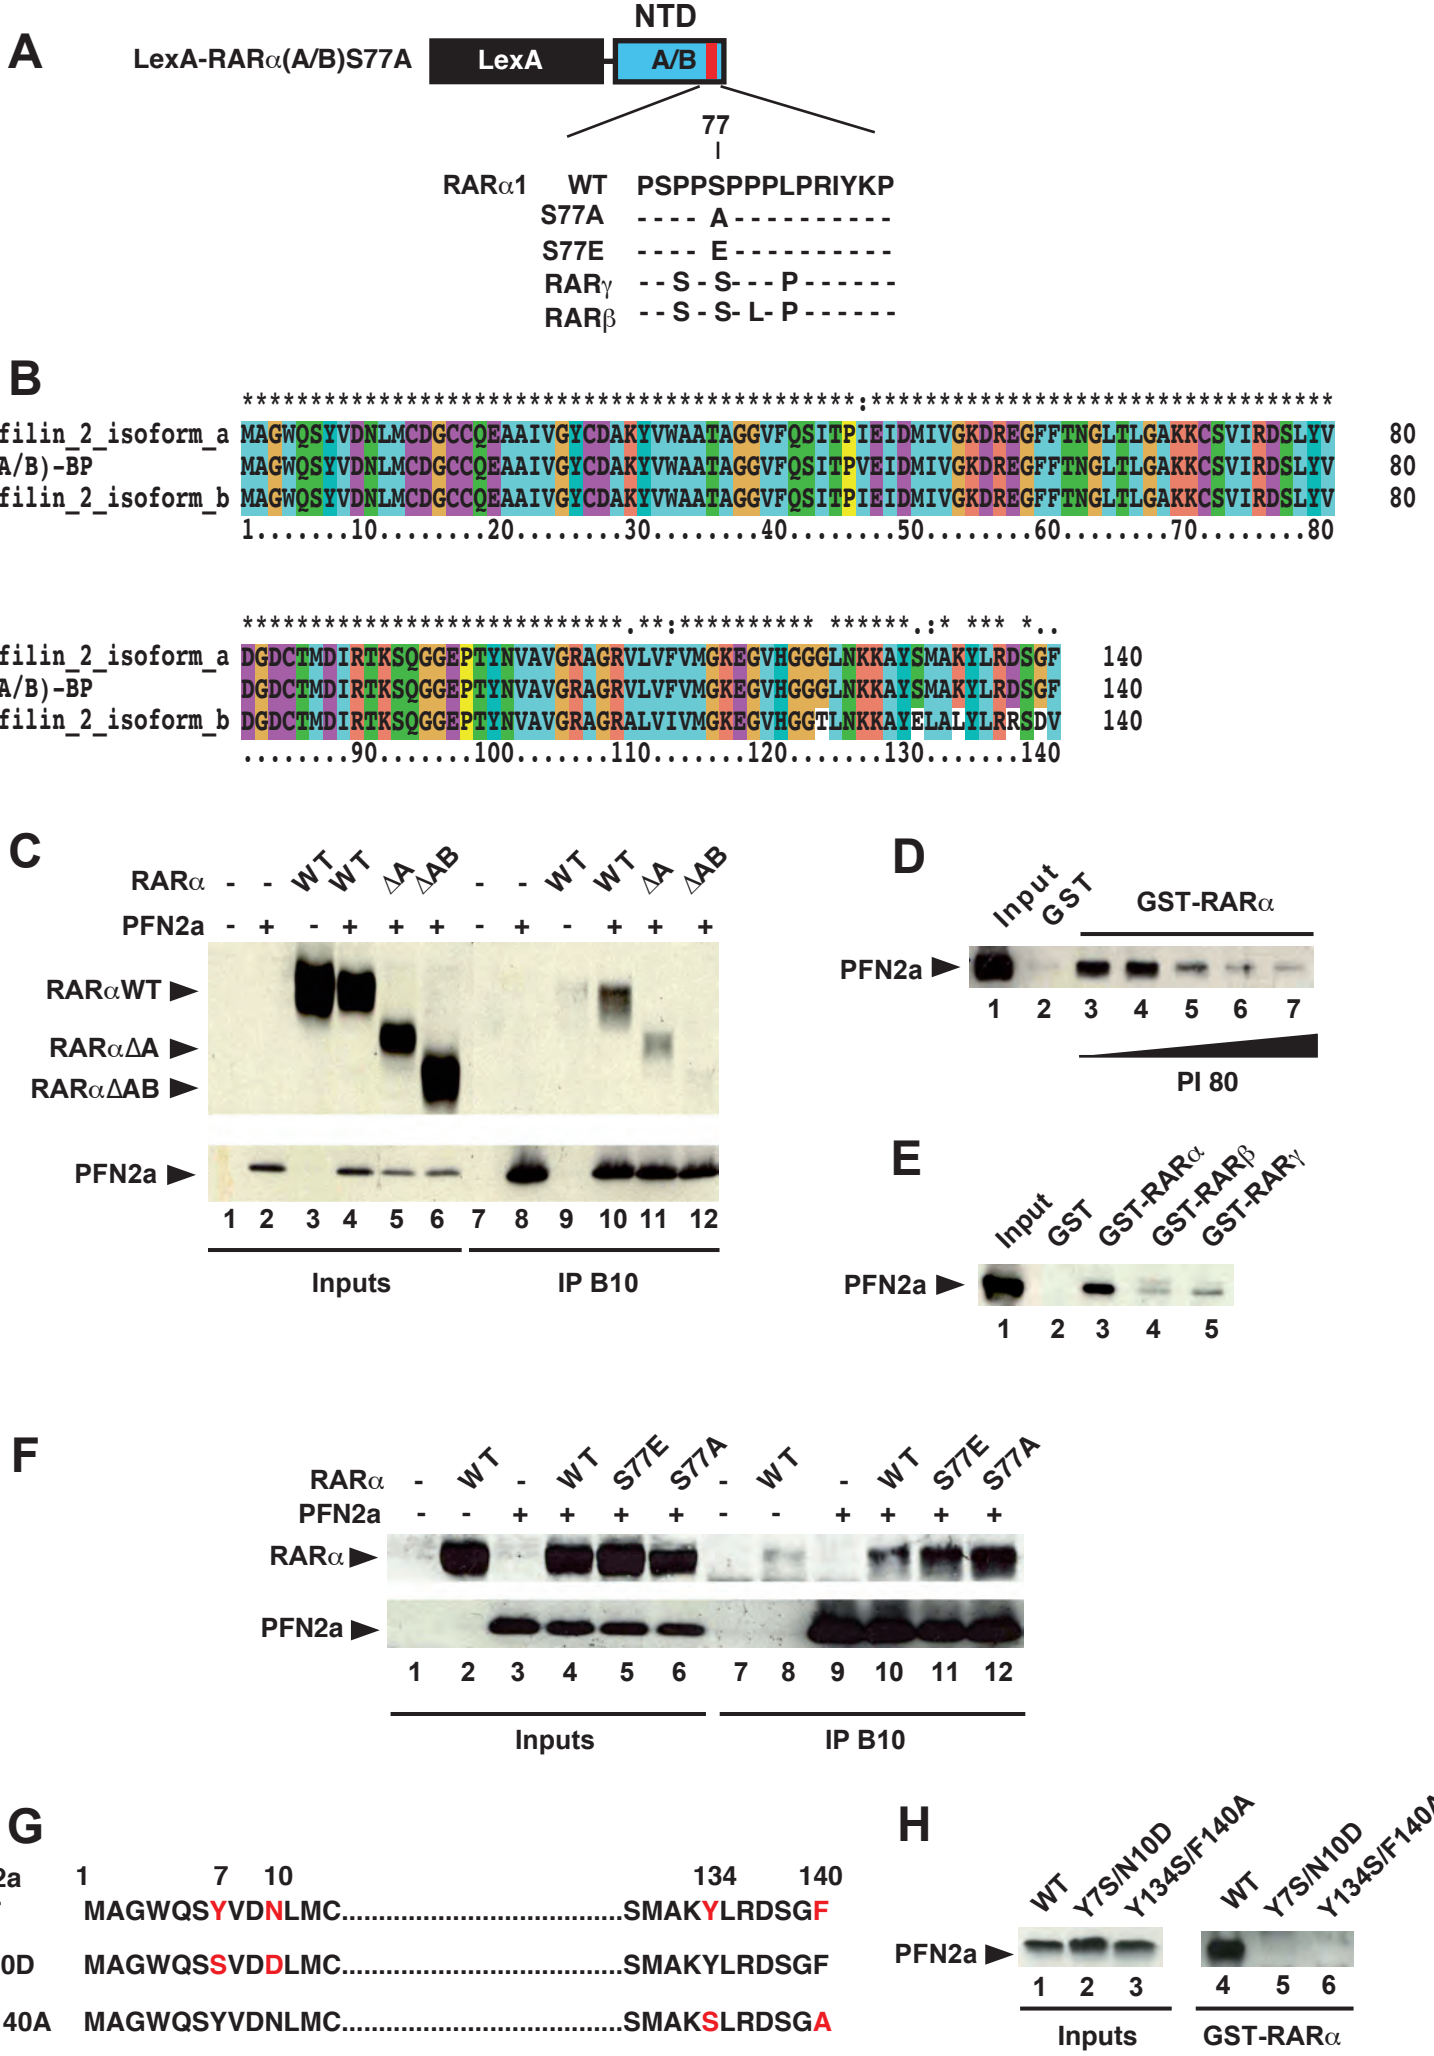 A
NTD
LexA-RARα(A/B)S77A LexA A/B
77
RARα1 WT PSPPSPPPLPRIYKP
S77A - - - - A - - - - - - - - - -
S77E - - - - E - - - - - - - - - -
RARγ - - S - S- - - P - - - - - -
RARβ - - S - S- L- P - - - - - -
B
*********************************************:**********************************
filin_2_isoform_a MAGWQSYVDNLMCDGCCQEAAIVGYCDAKYVWAATAGGVFQSITPIEIDMIVGKDREGFFTNGLTLGAKKCSVIRDSLYV 80
A/B)-BP MAGWQSYVDNLMCDGCCQEAAIVGYCDAKYVWAATAGGVFQSITPVEIDMIVGKDREGFFTNGLTLGAKKCSVIRDSLYV 80
filin_2_isoform_b MAGWQSYVDNLMCDGCCQEAAIVGYCDAKYVWAATAGGVFQSITPIEIDMIVGKDREGFFTNGLTLGAKKCSVIRDSLYV 80
1.......10........20........30........40........50........60........70........80
****************************.**:********** ******.:* *** *..
filin_2_isoform_a DGDCTMDIRTKSQGGEPTYNVAVGRAGRVLVFVMGKEGVHGGGLNKKAYSMAKYLRDSGF 140
A/B)-BP DGDCTMDIRTKSQGGEPTYNVAVGRAGRVLVFVMGKEGVHGGGLNKKAYSMAKYLRDSGF 140
filin_2_isoform_b DGDCTMDIRTKSQGGEPTYNVAVGRAGRALVIVMGKEGVHGGTLNKKAYELALYLRRSDV 140
........90.......100.......110.......120.......130.......140
C
RARα - - WT WT ΔA ΔAB - - WT WT ΔA ΔAB
PFN2a - + - + + + - + - + + +
RARαWT
RARαΔA
RARαΔAB
PFN2a
1 2 3 4 5 6 7 8 9 10 11 12
Inputs IP B10
D
Input GST GST-RARα
PFN2a
1 2 3 4 5 6 7
PI 80
E
Input GST GST-RARα GST-RARβ GST-RARγ
PFN2a
1 2 3 4 5
F
RARα - WT - WT S77E S77A - WT - WT S77E S77A
PFN2a - - + + + + - - + + + +
RARα
PFN2a
1 2 3 4 5 6 7 8 9 10 11 12
Inputs IP B10
G
2a 1 7 10 134 140
MAGWQSYVDNLMC....................................SMAKYLRDSGF
0D MAGWQSSVDDLMC....................................SMAKYLRDSGF
40A MAGWQSYVDNLMC....................................SMAKSLRDSGA
H
WT Y7S/N10D Y134S/F140A WT Y7S/N10D Y134S/F140A
PFN2a
1 2 3 4 5 6
Inputs GST-RARα